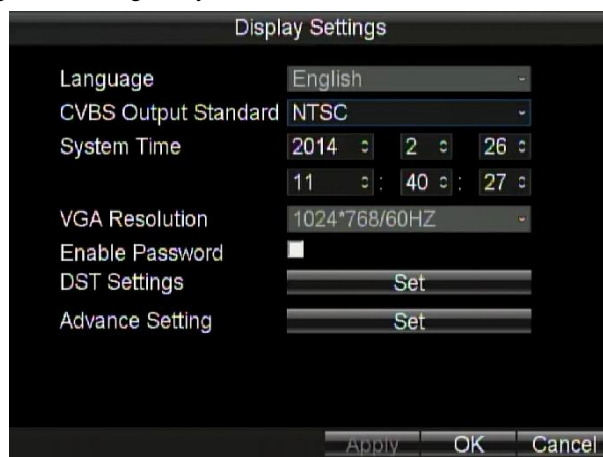 Display Settings
Language English
CVBS Output Standard NTSC
System Time 2014 2 26
11 : 40 : 27
VGA Resolution 1024*768/60HZ
Enable Password
DST Settings Set
Advance Setting Set
Apply OK Cancel